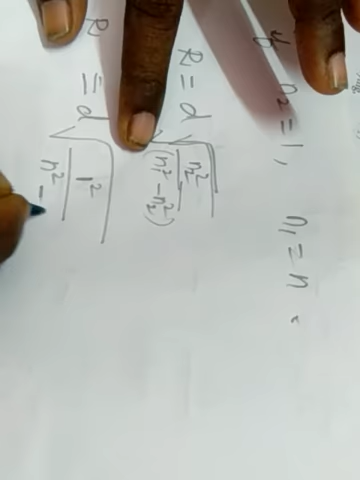 if n₂ = 1, n₁ = n.
R = d √(n₂² / (n₁² - n₂²))
R = d √(1² / n² -